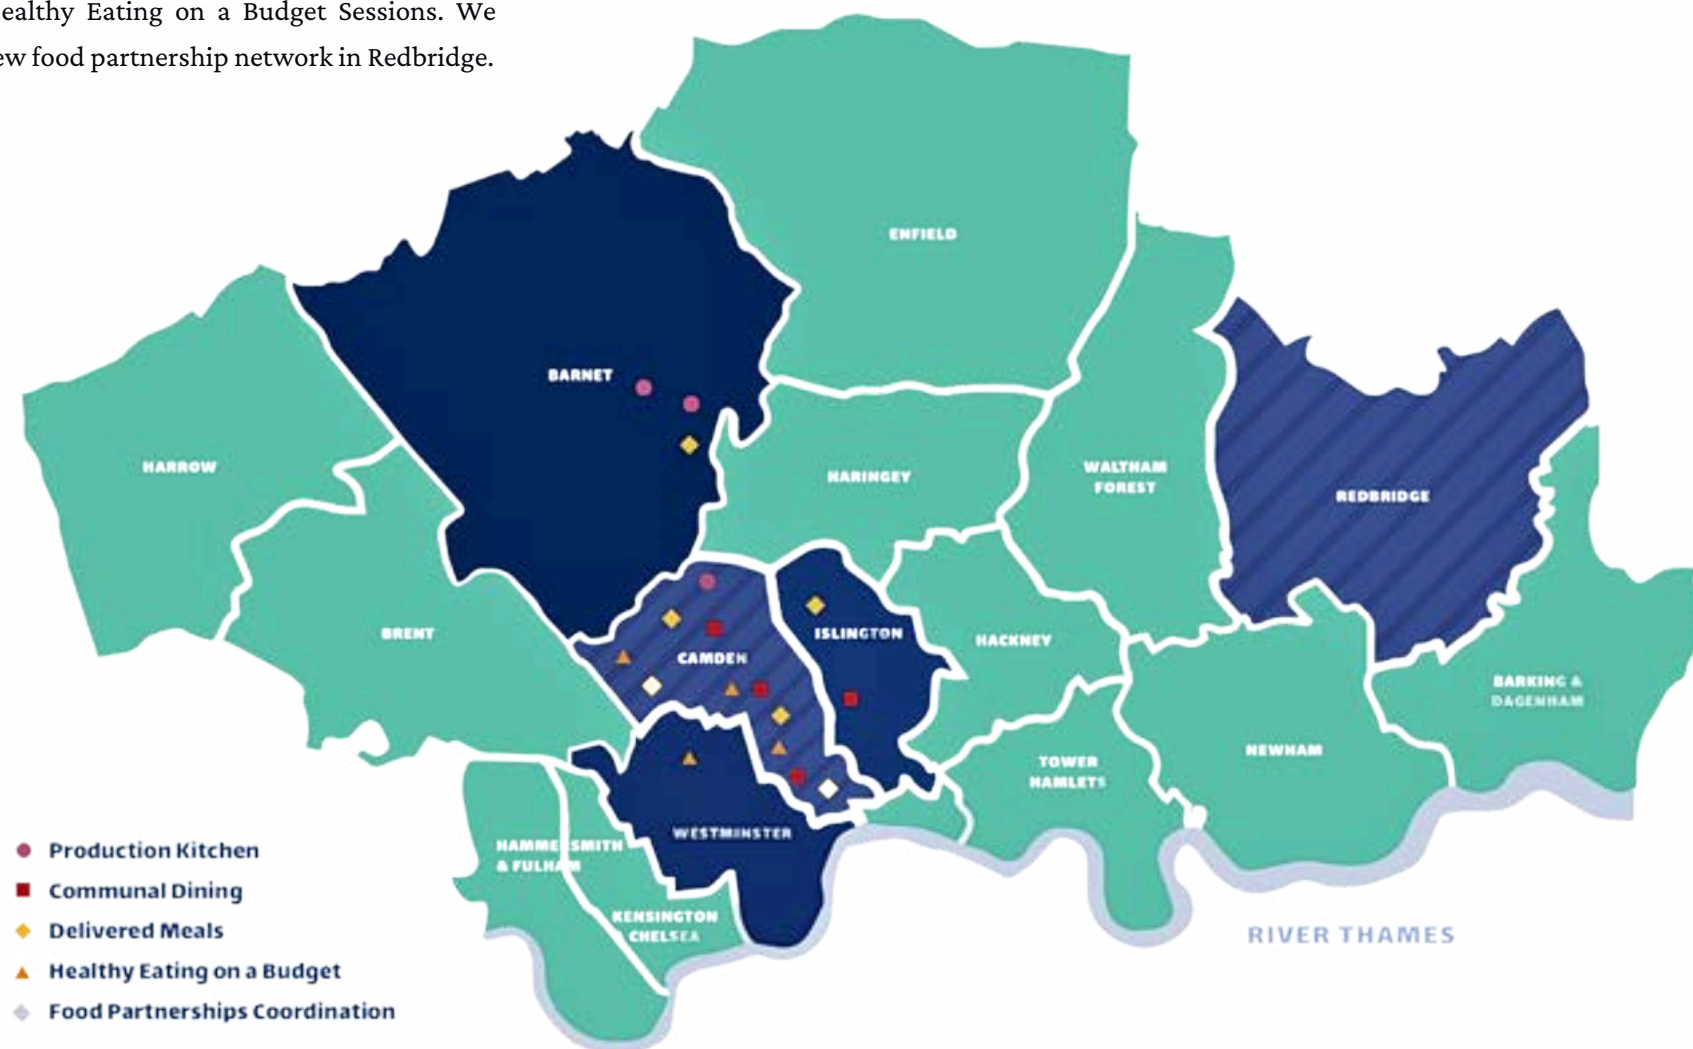 ealthy Eating on a Budget Sessions. We
ew food partnership network in Redbridge.
ENFIELD
BARNET
HARROW
HARINGEY
WALTHAM
FOREST
REDBRIDGE
BRENT
ISLINGTON
CAMDEN
HACKNEY
BARKING &
DAGENHAM
NEWHAM
TOWER
HAMLETS
WESTMINSTER
HAMMERSMITH
& FULHAM
KENSINGTON
& CHELSEA
RIVER THAMES
Production Kitchen
Communal Dining
Delivered Meals
Healthy Eating on a Budget
Food Partnerships Coordination